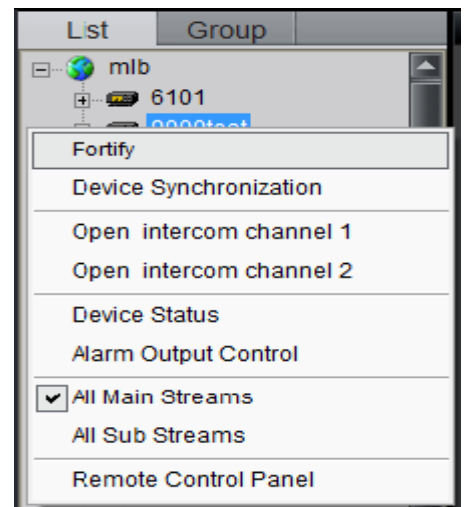 List Group
mlb
6101
Fortify
Device Synchronization
Open intercom channel 1
Open intercom channel 2
Device Status
Alarm Output Control
All Main Streams
All Sub Streams
Remote Control Panel